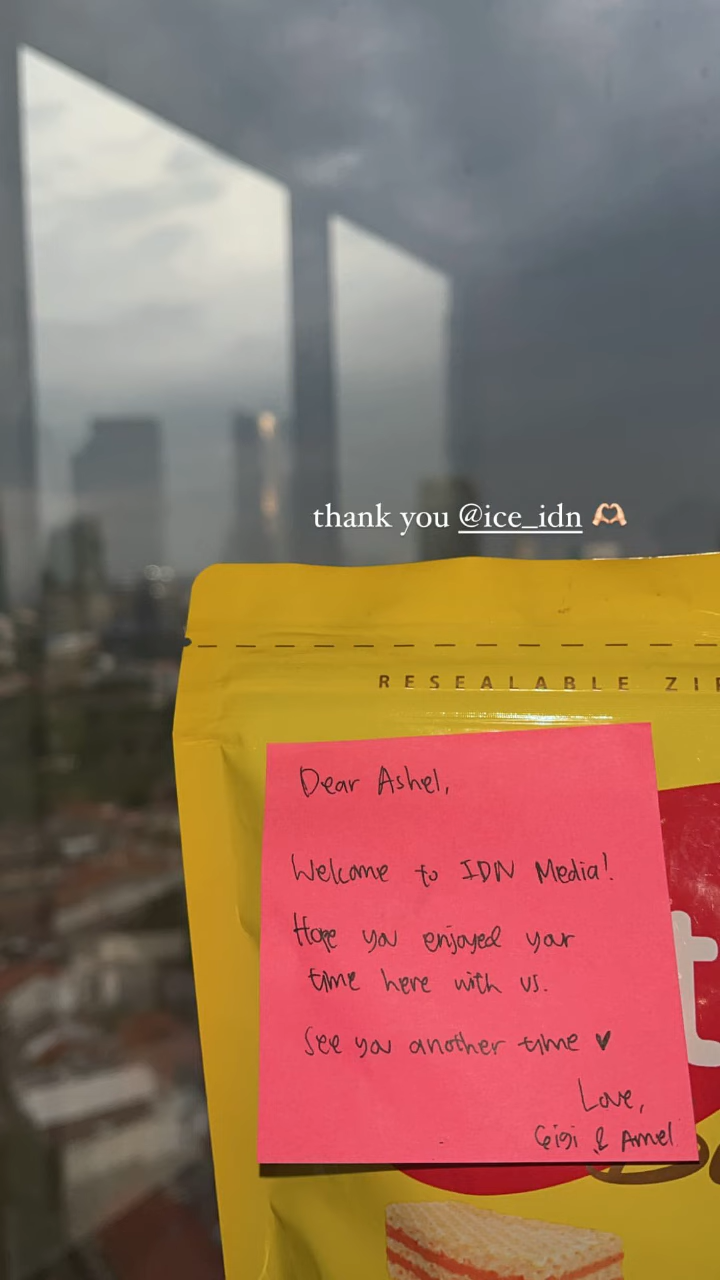 thank you @ice_idn 🫶🏻
RESEALABLE ZI
Dear Ashel,
Welcome to IDN Media!
Hope you enjoyed your
time here with us.
See you another time ♥
Love,
Gigi & Amel
t